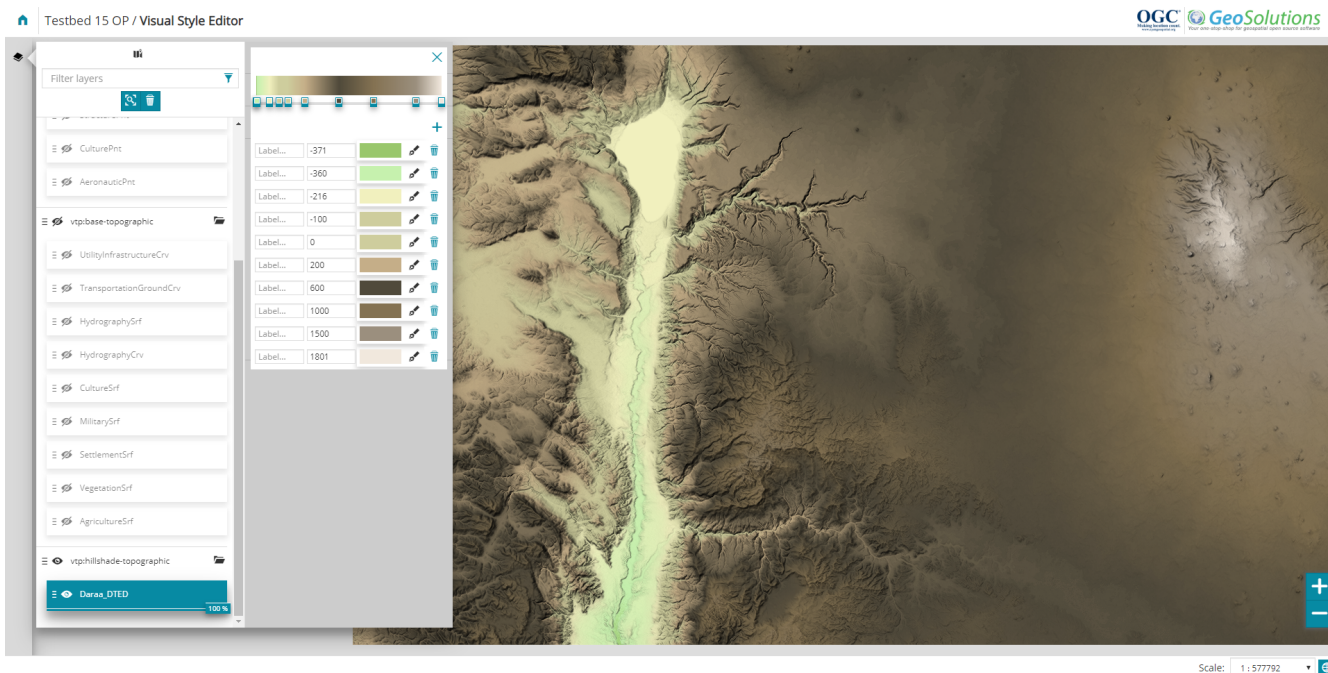 Testbed 15 OP / Visual Style Editor
OGC
Making location count.
www.opengeospatial.org
GeoSolutions
Your one-stop-shop for geospatial open source software
Filter layers
CulturePnt
AeronauticPnt
vtp:base-topographic
UtilityInfrastructureCrv
TransportationGroundCrv
HydrographySrf
HydrographyCrv
CultureSrf
MilitarySrf
SettlementSrf
VegetationSrf
AgricultureSrf
vtp:hillshade-topographic
Daraa_DTED
100 %
Label... -371
Label... -360
Label... -216
Label... -100
Label... 0
Label... 200
Label... 600
Label... 1000
Label... 1500
Label... 1801
Scale: 1 : 577792